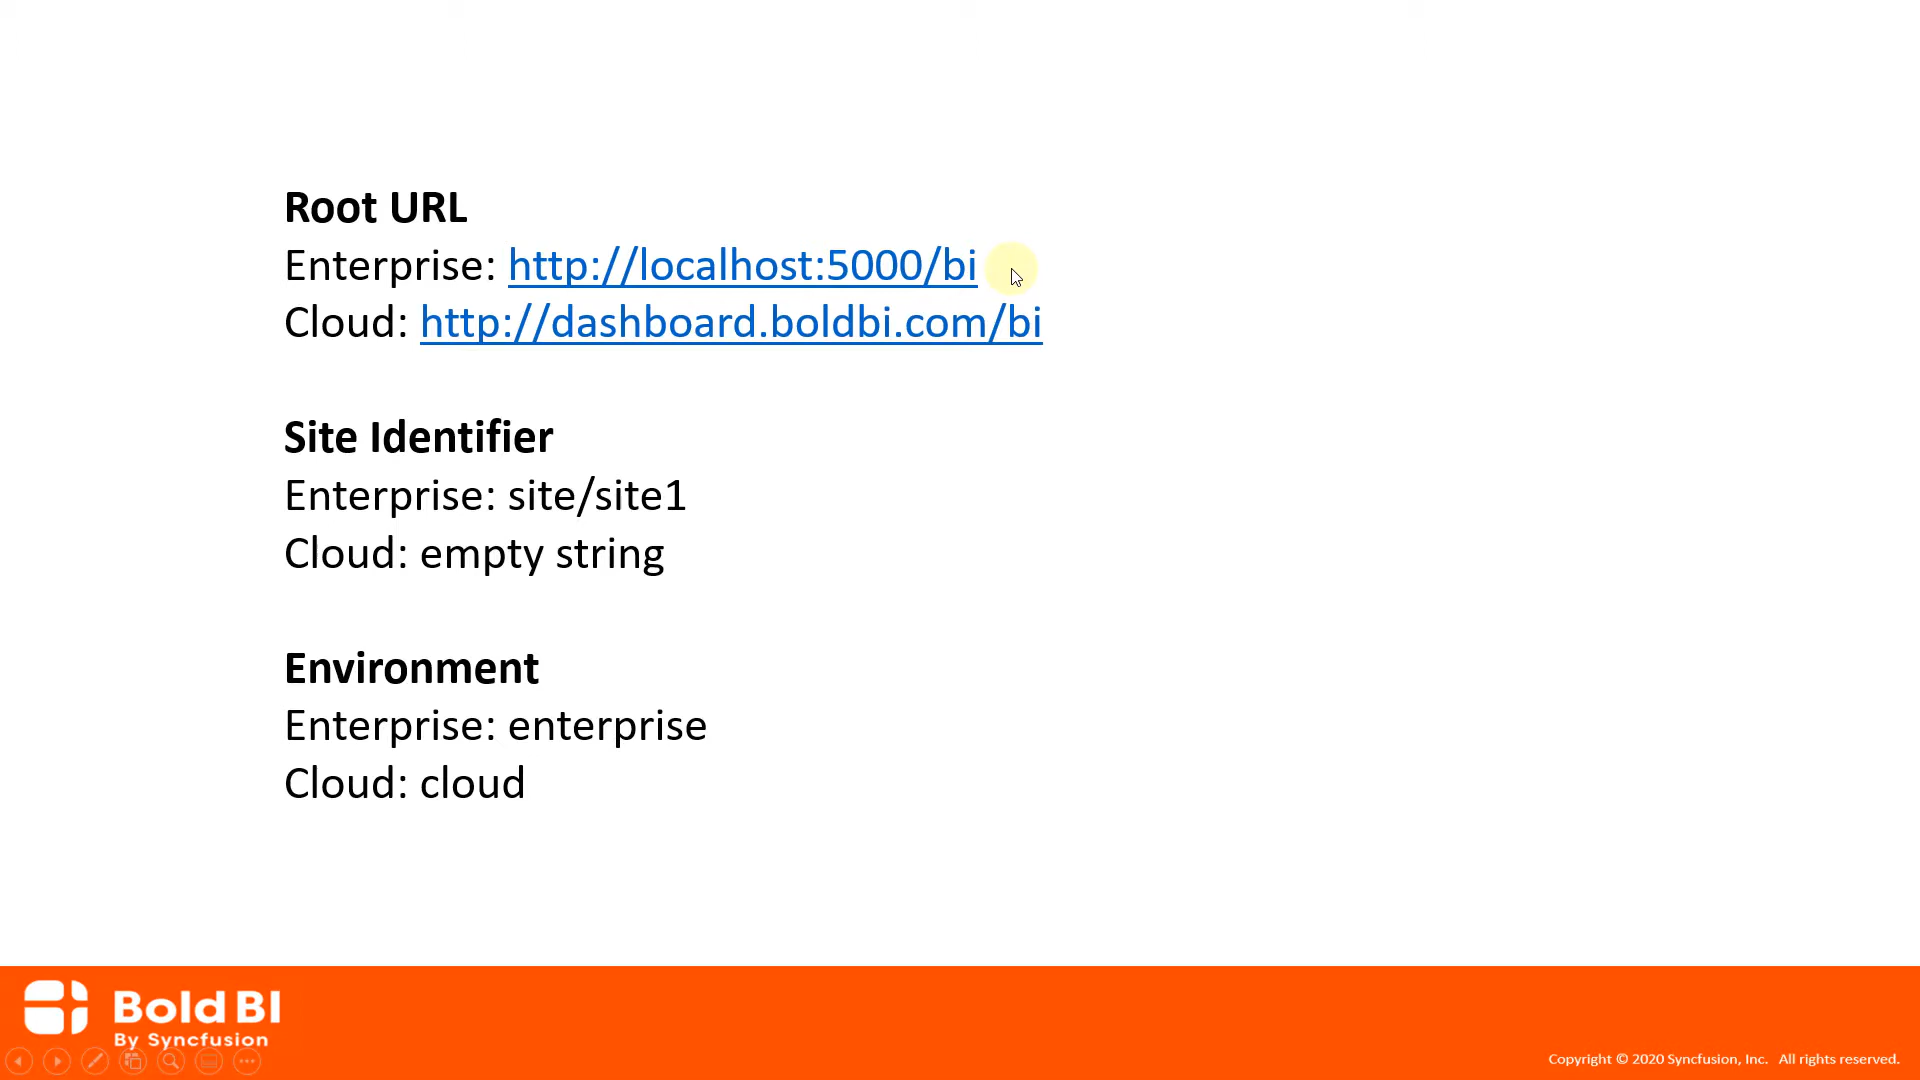 Root URL
Enterprise: http://localhost:5000/bi
Cloud: http://dashboard.boldbi.com/bi
Site Identifier
Enterprise: site/site1
Cloud: empty string
Environment
Enterprise: enterprise
Cloud: cloud
Bold BI
By Syncfusion
Copyright © 2020 Syncfusion, Inc. All rights reserved.